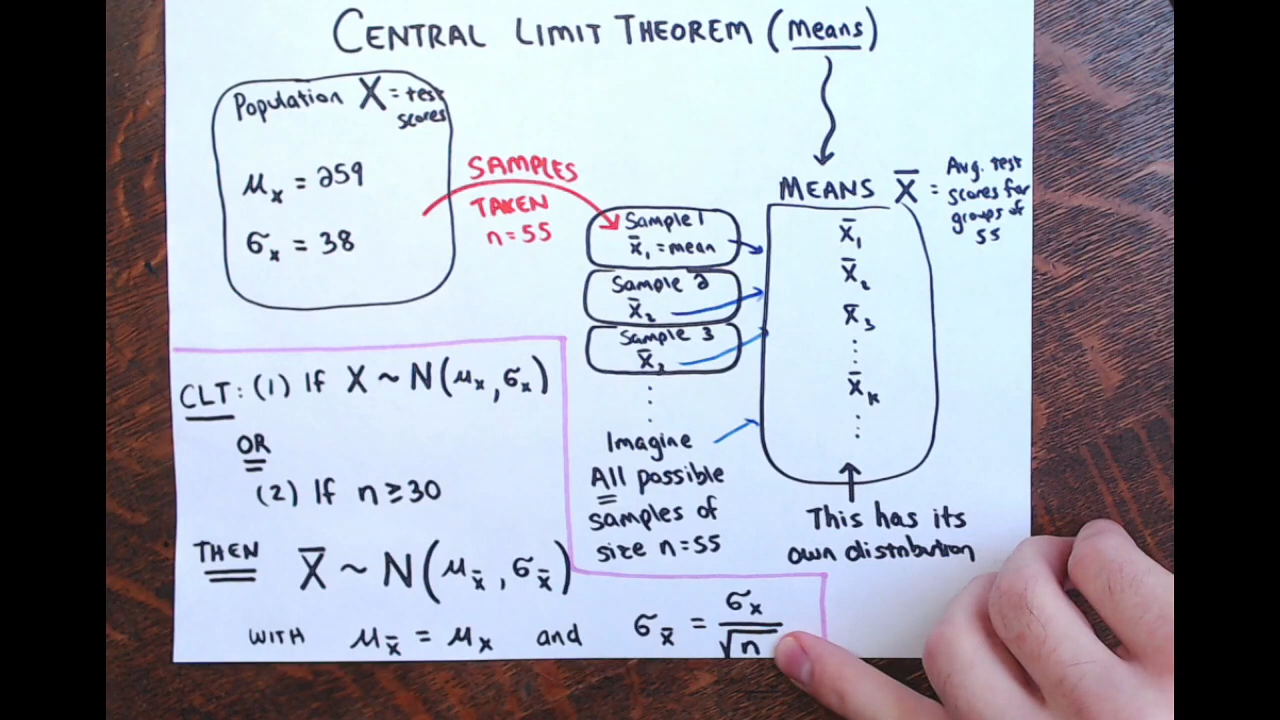 CENTRAL LIMIT THEOREM (means)
Population X = test
scores
μx = 259
σx = 38
SAMPLES
TAKEN
n=55
Sample 1
x̄₁ = mean
Sample 2
x̄₂
Sample 3
x̄₃
Imagine
All possible
samples of
size n=55
MEANS X̄ = Avg. test
scores for
groups of
55
x̄₁
x̄₂
x̄₃
x̄ₖ
This has its
own distribution
CLT: (1) If X ~ N(μx, σx)
OR
(2) If n ≥ 30
THEN X̄ ~ N(μx̄, σx̄)
WITH μx̄ = μx and σx̄ = σx / √n